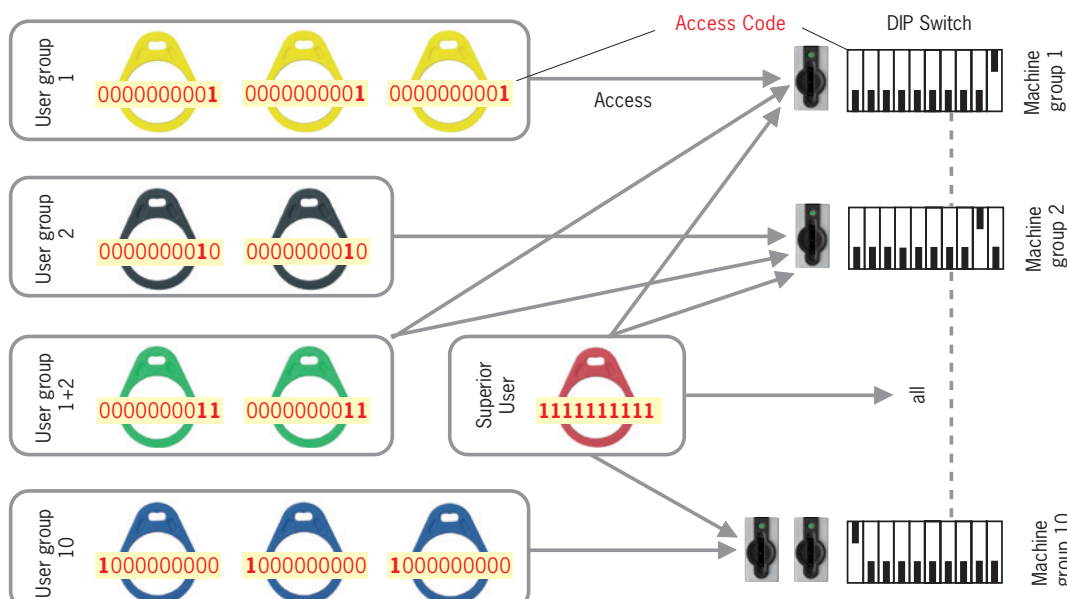 Access Code
DIP Switch
User group
1
0000000001
0000000001
0000000001
Access
Machine
group 1
User group
2
0000000010
0000000010
Machine
group 2
User group
1+2
0000000011
0000000011
Superior
User
1111111111
all
User group
10
1000000000
1000000000
1000000000
Machine
group 10